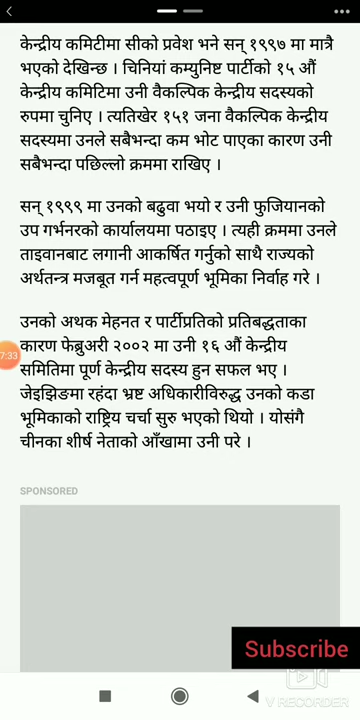 केन्द्रीय कमिटीमा सीको प्रवेश भने सन् १९९७ मा मात्रै
भएको देखिन्छ । चिनियां कम्युनिष्ट पार्टीको १५ औं
केन्द्रीय कमिटिमा उनी वैकल्पिक केन्द्रीय सदस्यको
रुपमा चुनिए । त्यतिखेर १५१ जना वैकल्पिक केन्द्रीय
सदस्यमा उनले सबैभन्दा कम भोट पाएका कारण उनी
सबैभन्दा पछिल्लो क्रममा राखिए ।
सन् १९९९ मा उनको बढुवा भयो र उनी फुजियानको
उप गर्भनरको कार्यालयमा पठाइए । त्यही क्रममा उनले
ताइवानबाट लगानी आकर्षित गर्नुको साथै राज्यको
अर्थतन्त्र मजबूत गर्न महत्वपूर्ण भूमिका निर्वाह गरे ।
उनको अथक मेहनत र पार्टीप्रतिको प्रतिबद्धताका
कारण फेब्रुअरी २००२ मा उनी १६ औं केन्द्रीय
समितिमा पूर्ण केन्द्रीय सदस्य हुन सफल भए ।
जेइझिङमा रहंदा भ्रष्ट अधिकारीविरुद्ध उनको कडा
भूमिकाको राष्ट्रिय चर्चा सुरु भएको थियो । योसंगै
चीनका शीर्ष नेताको आँखामा उनी परे ।
7:33
SPONSORED
Subscribe
V RECORDER